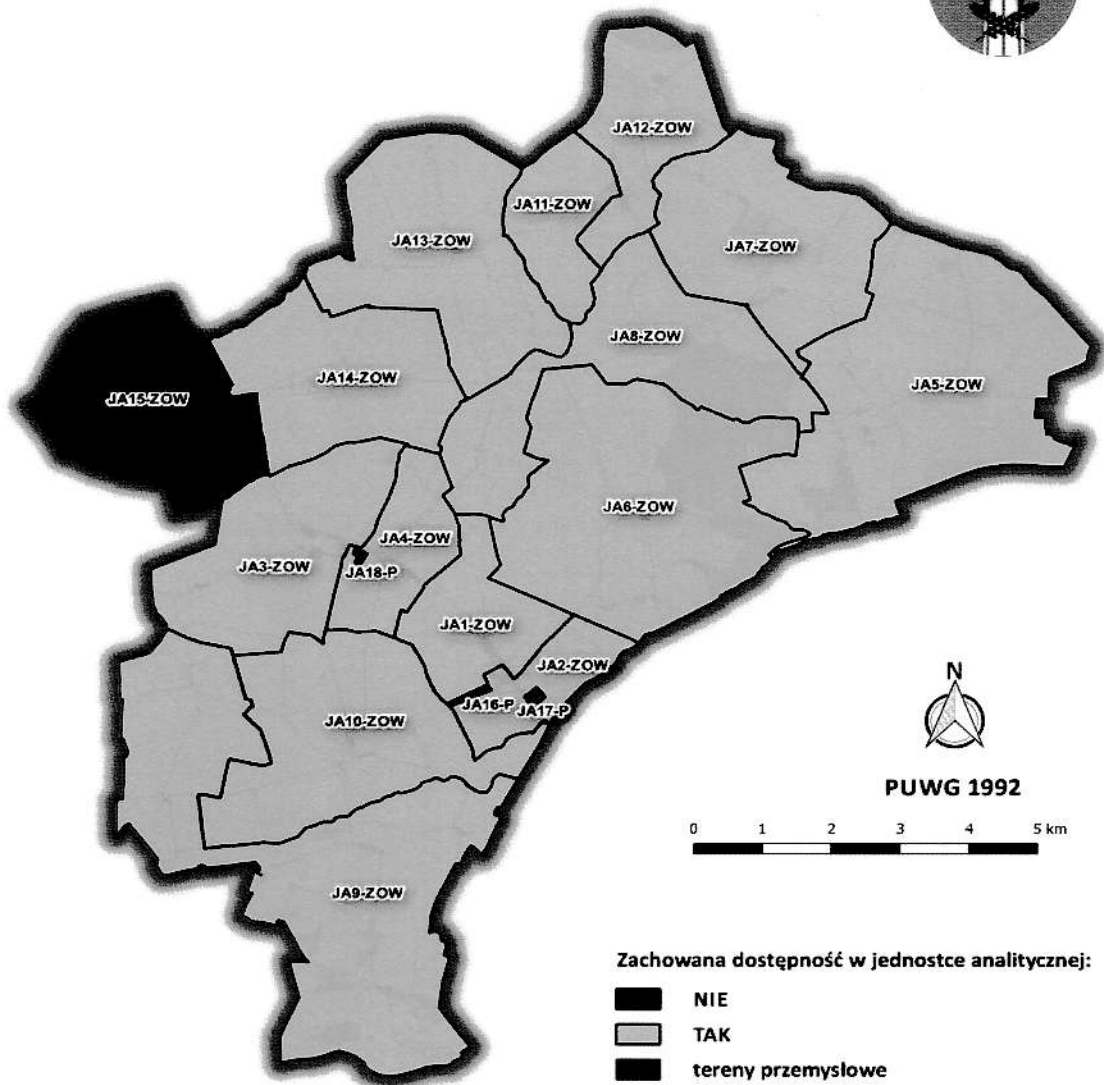 JA12-ZOW
JA11-ZOW
JA13-ZOW
JA7-ZOW
JA8-ZOW
JA14-ZOW
JA5-ZOW
JA15-ZOW
JA6-ZOW
JA4-ZOW
JA3-ZOW
JA18-P
JA1-ZOW
JA2-ZOW
JA16-P
JA17-P
JA10-ZOW
JA9-ZOW
N
PUWG 1992
0 1 2 3 4 5 km
Zachowana dostępność w jednostce analitycznej:
NIE
TAK
tereny przemysłowe